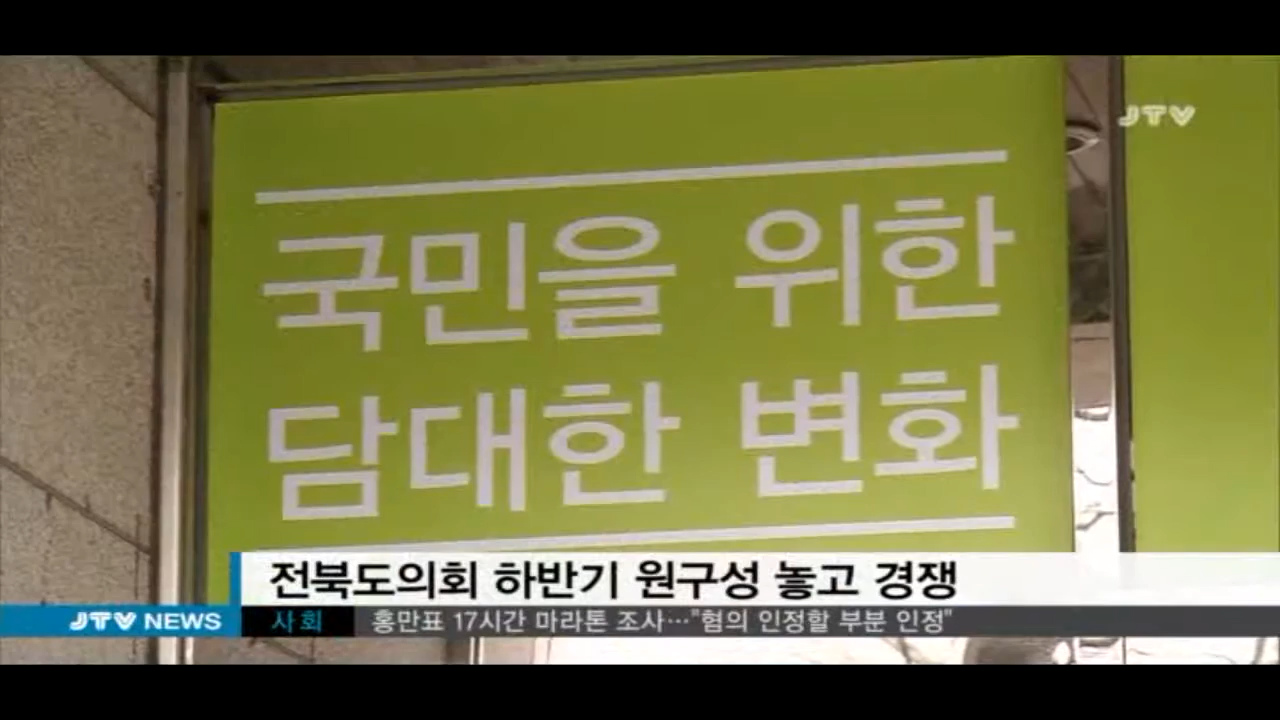 JTV
국민을 위한
담대한 변화
전북도의회 하반기 원구성 놓고 경쟁
JTV NEWS 사회 홍만표 17시간 마라톤 조사…"혐의 인정할 부분 인정"